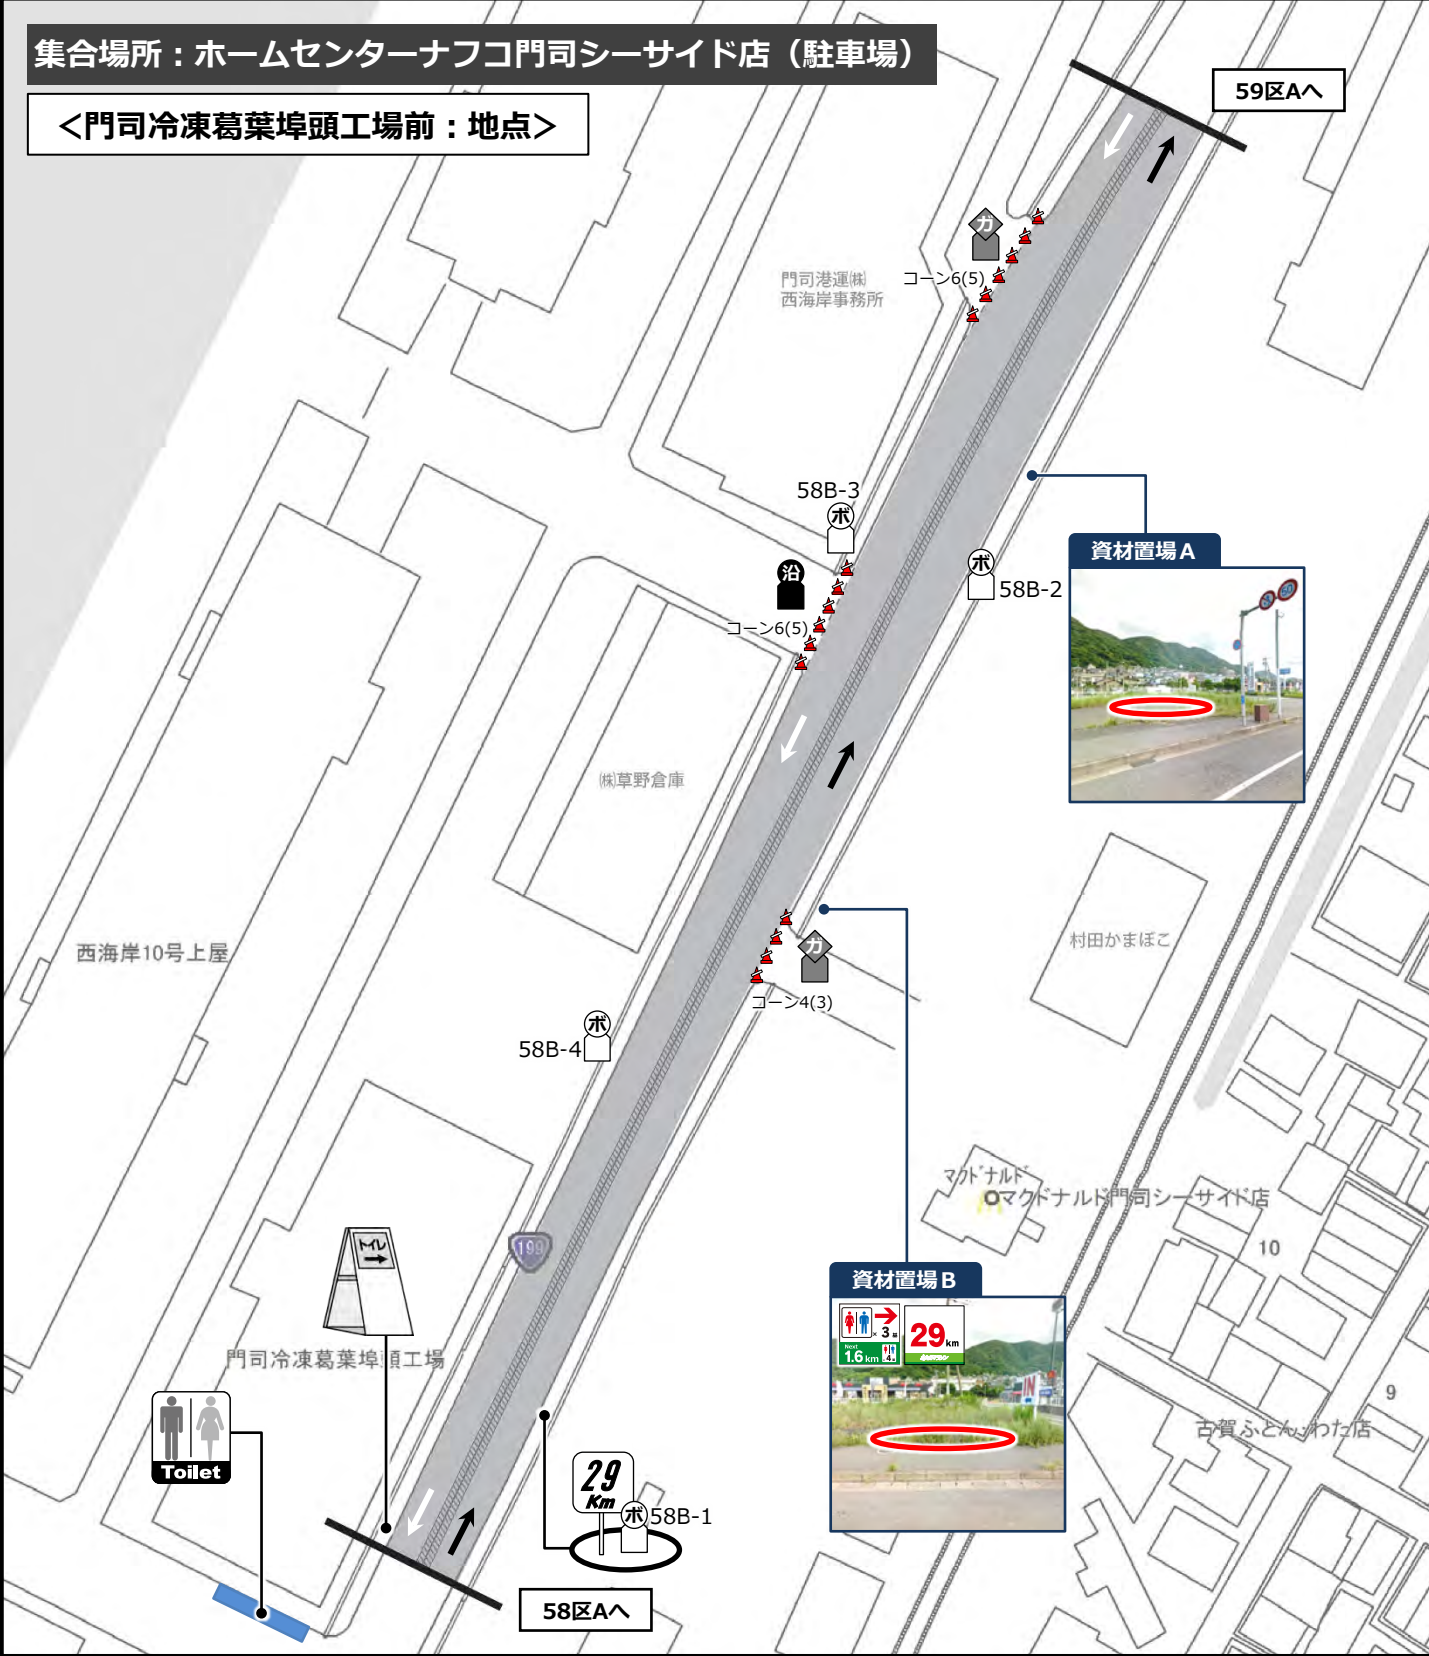 集合場所：ホームセンターナフコ門司シーサイド店（駐車場）
＜門司冷凍葛葉埠頭工場前：地点＞
59区Aへ
ガ
コーン6(5)
門司港運㈱
西海岸事務所
58B-3
ボ
沿
コーン6(5)
ボ
58B-2
資材置場A
㈱草野倉庫
西海岸10号上屋
村田かまぼこ
ガ
コーン4(3)
ボ
58B-4
マクドナルド
マクドナルド門司シーサイド店
10
199
トイレ
資材置場B
× 3
Next
1.6 km
29 km
IN
門司冷凍葛葉埠頭工場
9
古賀ふとん・わた店
Toilet
29
Km
ボ
58B-1
58区Aへ